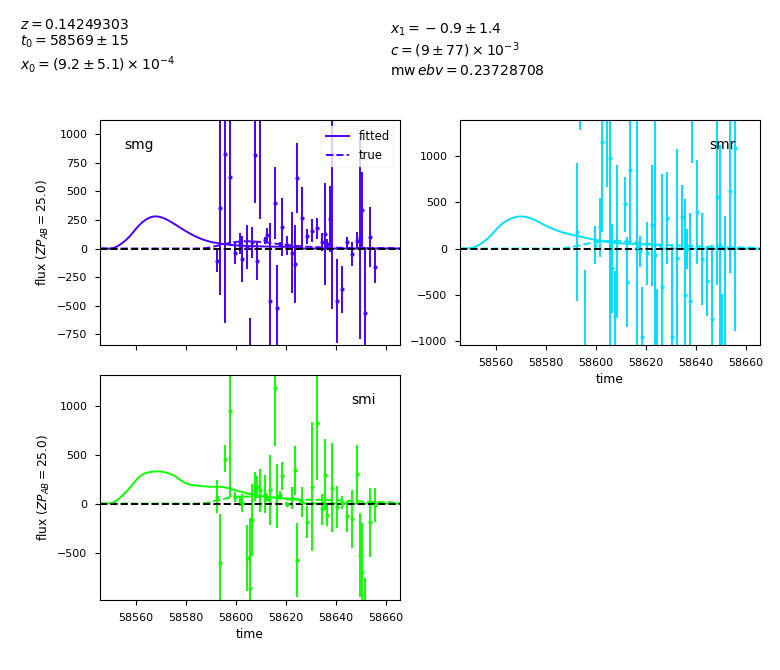 z = 0.14249303
t₀ = 58569 ± 15
x₀ = (9.2 ± 5.1) × 10⁻⁴
x₁ = −0.9 ± 1.4
c = (9 ± 77) × 10⁻³
mw ebv = 0.23728708
smg
fitted
true
1000
750
500
250
0
−250
−500
−750
flux (ZP_AB = 25.0)
smr
1000
500
0
−500
−1000
58560 58580 58600 58620 58640 58660
time
smi
1000
500
0
−500
flux (ZP_AB = 25.0)
58560 58580 58600 58620 58640 58660
time